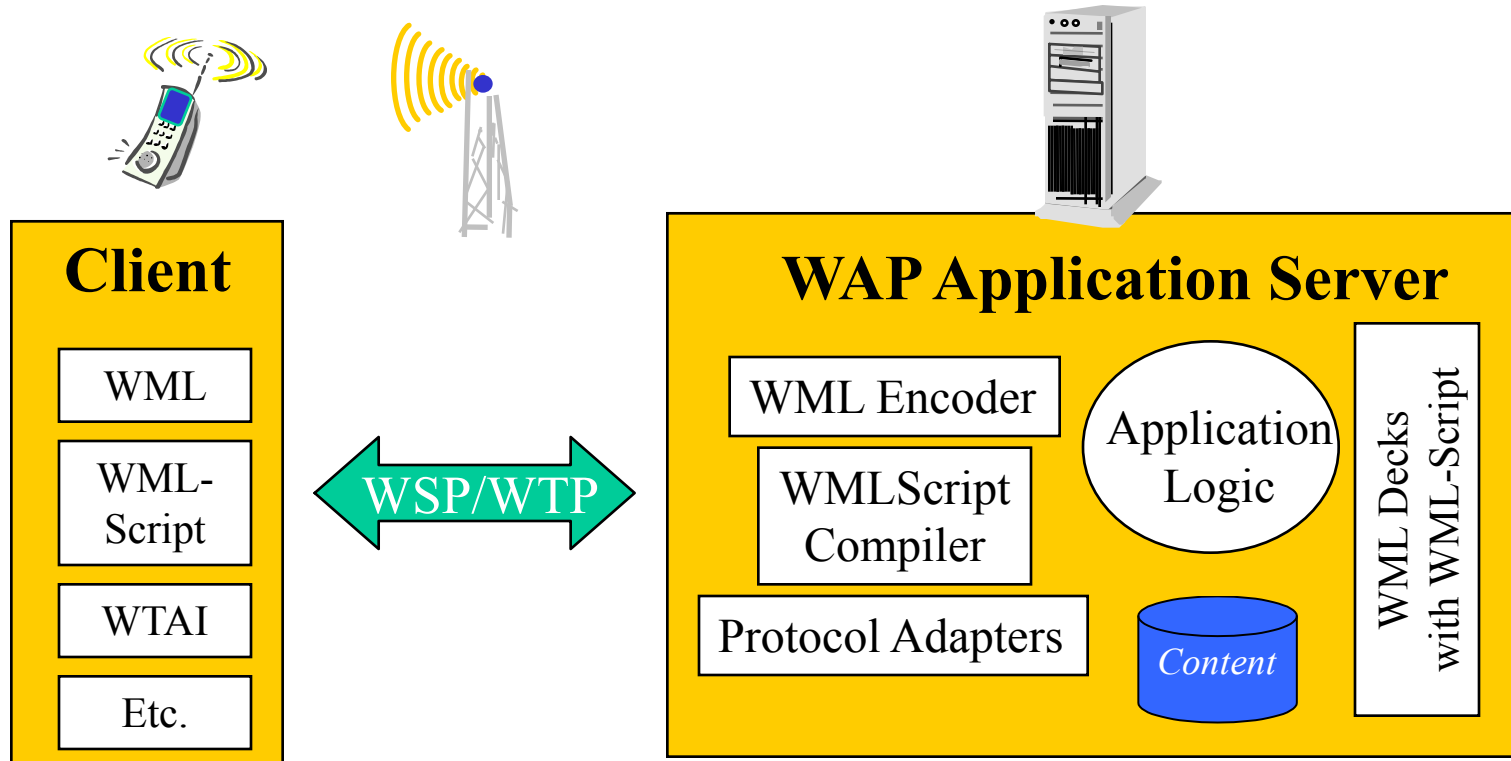 Client
WML
WML-
Script
WTAI
Etc.
WSP/WTP
WAP Application Server
WML Encoder
WMLScript
Compiler
Protocol Adapters
Application
Logic
Content
WML Decks
with WML-Script